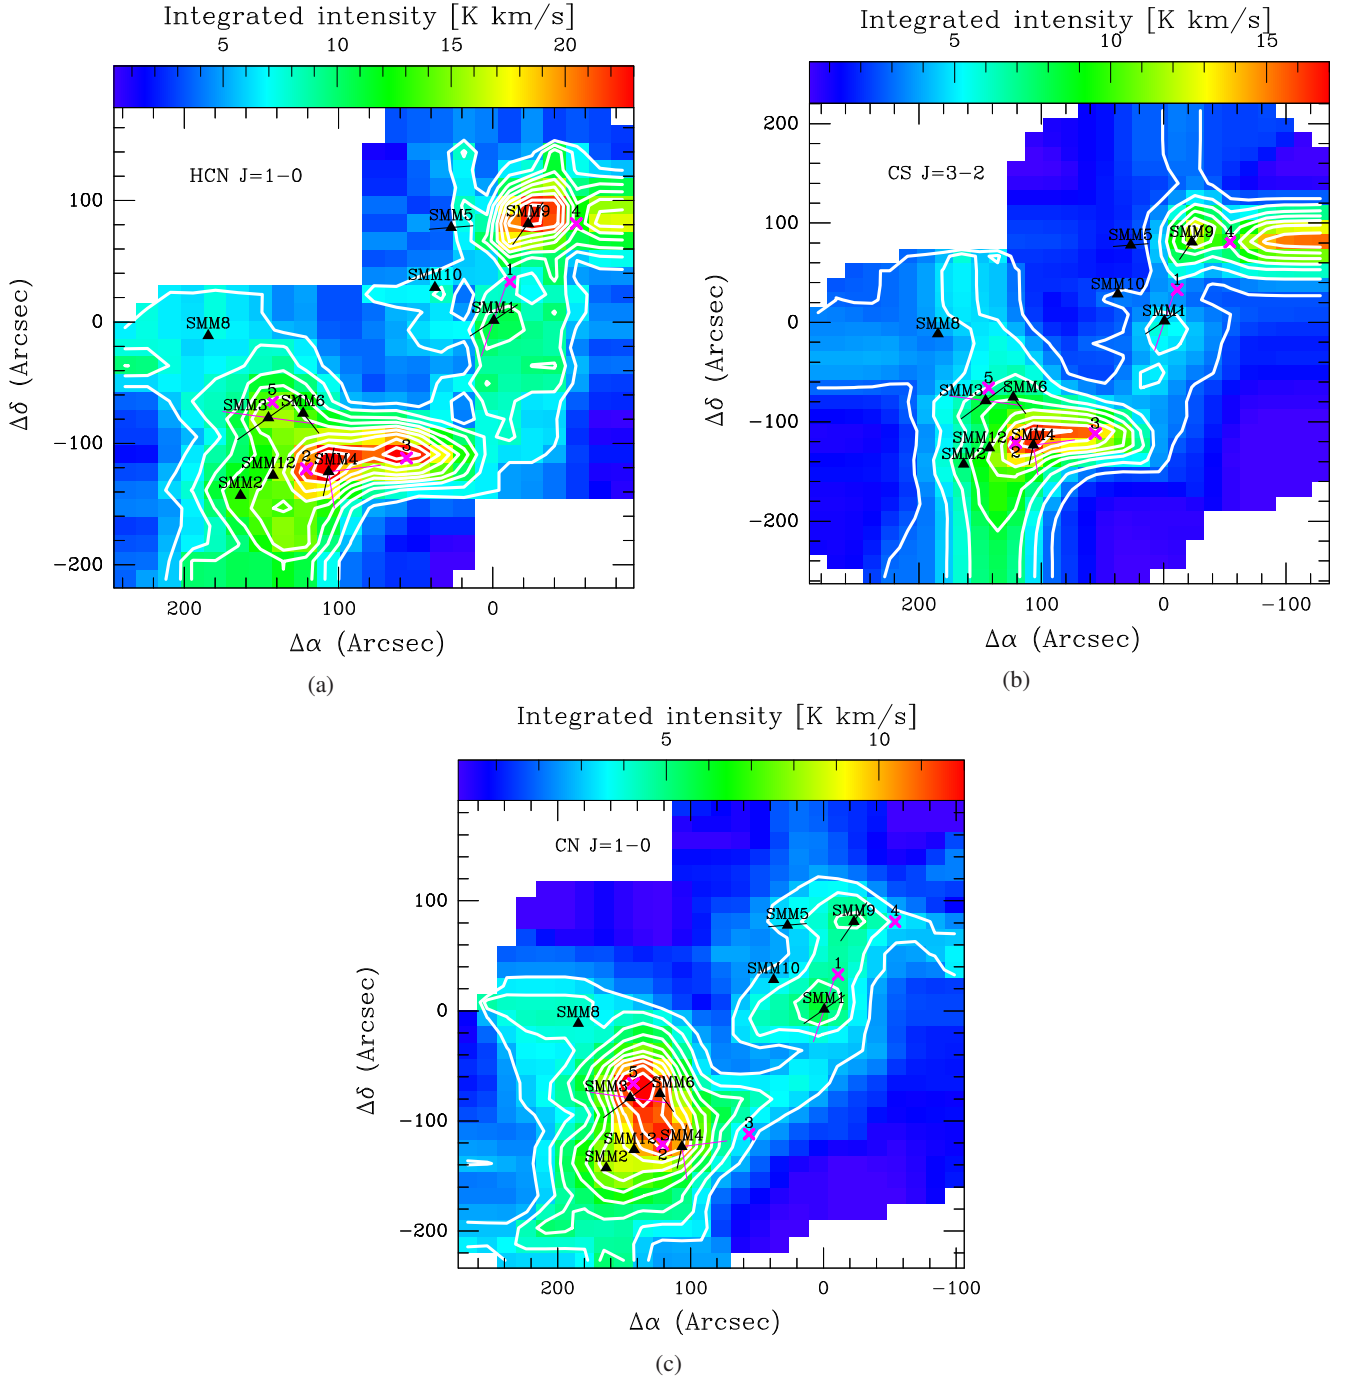 Integrated intensity [K km/s]
5 10 15 20
HCN J=1−0
100
0
−100
−200
Δδ (Arcsec)
SMM5
SMM9
4
SMM10
1
SMM1
SMM8
5
SMM3
SMM6
3
2
SMM4
SMM12
SMM2
200 100 0
Δα (Arcsec)
(a)
Integrated intensity [K km/s]
5 10 15
CS J=3−2
200
100
0
−100
−200
Δδ (Arcsec)
SMM5
SMM9
4
SMM10
1
SMM1
SMM8
5
SMM3
SMM6
3
SMM12
SMM4
2
SMM2
200 100 0 −100
Δα (Arcsec)
(b)
Integrated intensity [K km/s]
5 10
CN J=1−0
100
0
−100
−200
Δδ (Arcsec)
SMM5
SMM9
4
SMM10
1
SMM1
SMM8
5
SMM3
SMM6
3
SMM12
SMM4
2
SMM2
200 100 0 −100
Δα (Arcsec)
(c)